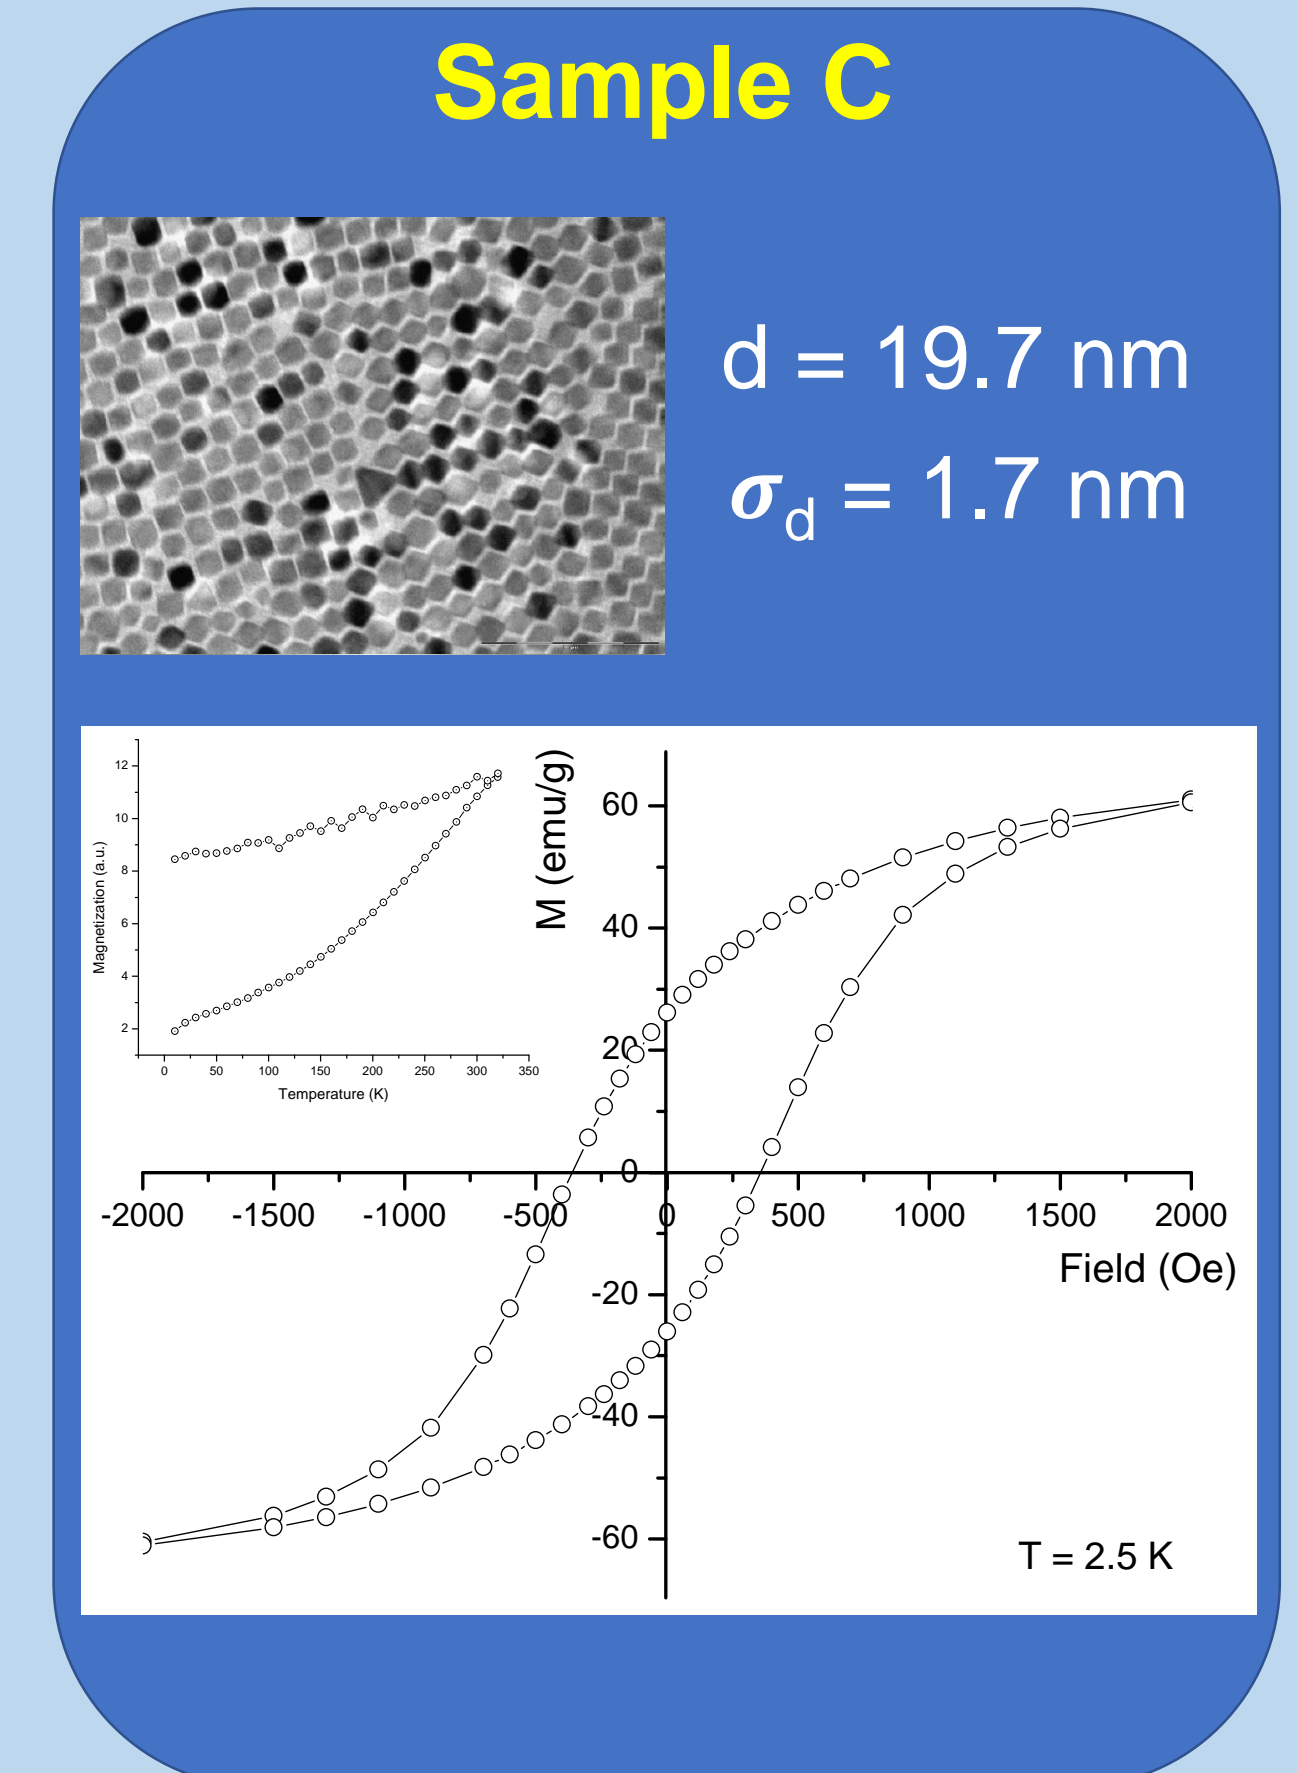 Sample C
d = 19.7 nm
σd = 1.7 nm
12
10
8
6
4
2
Magnetization (a.u.)
0 50 100 150 200 250 300 350
Temperature (K)
M (emu/g)
60
40
20
0
-20
-40
-60
-2000 -1500 -1000 -500 0 500 1000 1500 2000
Field (Oe)
T = 2.5 K